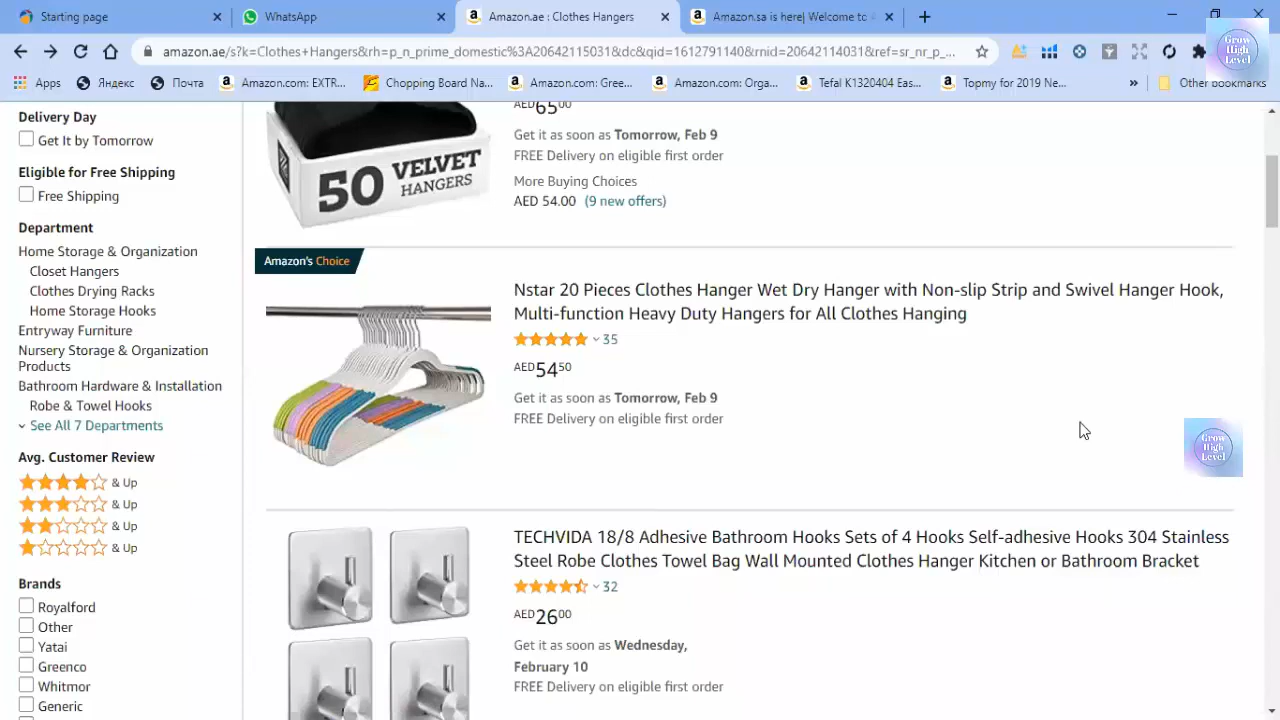 Starting page
WhatsApp
Amazon.ae : Clothes Hangers
Amazon.sa is here| Welcome to
amazon.ae/s?k=Clothes+Hangers&rh=p_n_prime_domestic%3A20642115031&dc&qid=1612791140&rnid=20642114031&ref=sr_nr_p_...
Grow
High
Level
Apps
Яндекс
Почта
Amazon.com: EXTR...
Chopping Board Na...
Amazon.com: Gree...
Amazon.com: Orga...
Tefal K1320404 Eas...
Topmy for 2019 Ne...
»
Other bookmarks
Delivery Day
Get It by Tomorrow
Eligible for Free Shipping
Free Shipping
Department
Home Storage & Organization
Closet Hangers
Clothes Drying Racks
Home Storage Hooks
Entryway Furniture
Nursery Storage & Organization
Products
Bathroom Hardware & Installation
Robe & Towel Hooks
See All 7 Departments
Avg. Customer Review
& Up
& Up
& Up
& Up
Brands
Royalford
Other
Yatai
Greenco
Whitmor
Generic
50 VELVET
HANGERS
AED 65.00
Get it as soon as Tomorrow, Feb 9
FREE Delivery on eligible first order
More Buying Choices
AED 54.00 (9 new offers)
Amazon's Choice
Nstar 20 Pieces Clothes Hanger Wet Dry Hanger with Non-slip Strip and Swivel Hanger Hook,
Multi-function Heavy Duty Hangers for All Clothes Hanging
35
AED 54 50
Get it as soon as Tomorrow, Feb 9
FREE Delivery on eligible first order
Grow
High
Level
TECHVIDA 18/8 Adhesive Bathroom Hooks Sets of 4 Hooks Self-adhesive Hooks 304 Stainless
Steel Robe Clothes Towel Bag Wall Mounted Clothes Hanger Kitchen or Bathroom Bracket
32
AED 26 00
Get it as soon as Wednesday,
February 10
FREE Delivery on eligible first order